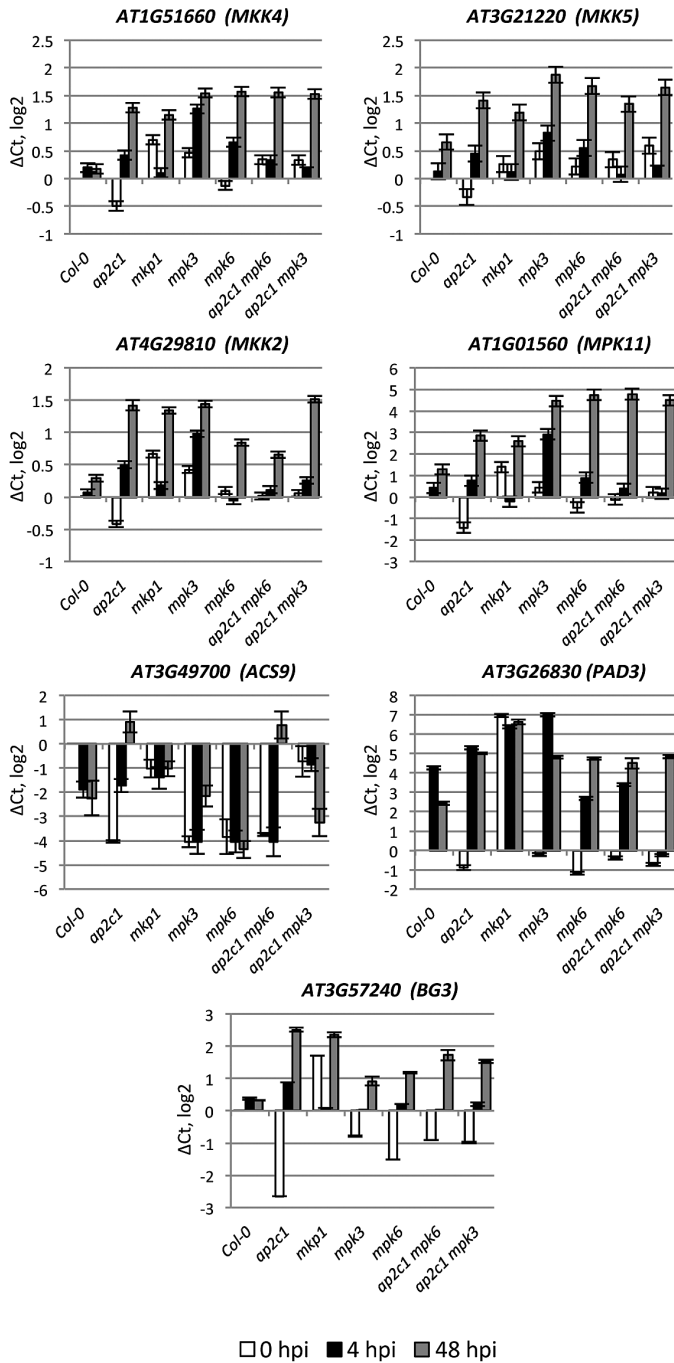 AT1G51660 (MKK4)
ΔCt, log2
2.5
2
1.5
1
0.5
0
-0.5
-1
Col-0
ap2c1
mkp1
mpk3
mpk6
ap2c1 mpk6
ap2c1 mpk3
AT3G21220 (MKK5)
ΔCt, log2
2.5
2
1.5
1
0.5
0
-0.5
-1
Col-0
ap2c1
mkp1
mpk3
mpk6
ap2c1 mpk6
ap2c1 mpk3
AT4G29810 (MKK2)
ΔCt, log2
2
1.5
1
0.5
0
-0.5
-1
Col-0
ap2c1
mkp1
mpk3
mpk6
ap2c1 mpk6
ap2c1 mpk3
AT1G01560 (MPK11)
ΔCt, log2
6
5
4
3
2
1
0
-1
-2
-3
Col-0
ap2c1
mkp1
mpk3
mpk6
ap2c1 mpk6
ap2c1 mpk3
AT3G49700 (ACS9)
ΔCt, log2
2
1
0
-1
-2
-3
-4
-5
-6
Col-0
ap2c1
mkp1
mpk3
mpk6
ap2c1 mpk6
ap2c1 mpk3
AT3G26830 (PAD3)
ΔCt, log2
8
7
6
5
4
3
2
1
0
-1
-2
Col-0
ap2c1
mkp1
mpk3
mpk6
ap2c1 mpk6
ap2c1 mpk3
AT3G57240 (BG3)
ΔCt, log2
3
2
1
0
-1
-2
-3
Col-0
ap2c1
mkp1
mpk3
mpk6
ap2c1 mpk6
ap2c1 mpk3
0 hpi 4 hpi 48 hpi